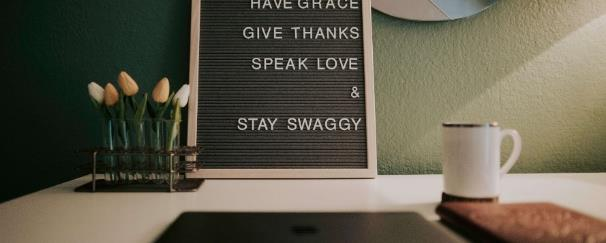 HAVE GRACE
GIVE THANKS
SPEAK LOVE
&
STAY SWAGGY